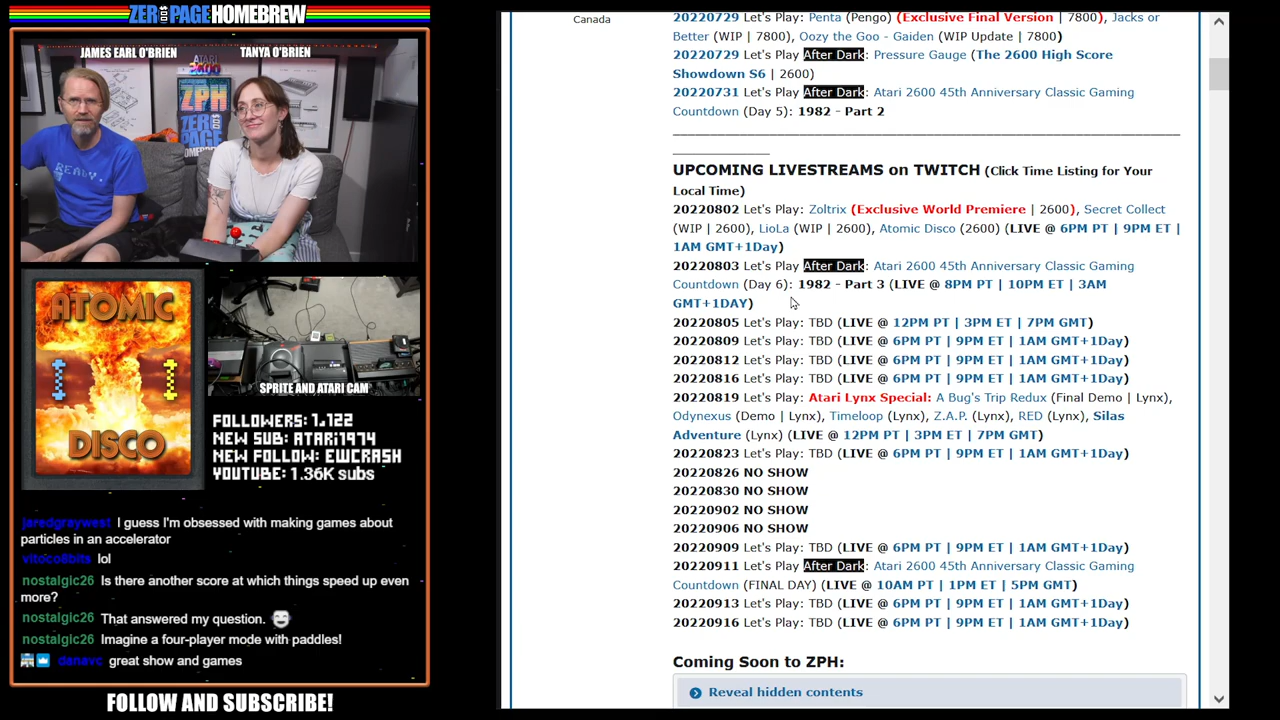 ZERO PAGE HOMEBREW
JAMES EARL O'BRIEN
TANYA O'BRIEN
ATARI
2600
ZPH
ZERO
PAGE
READY.
ATOMIC
DISCO
SPRITE AND ATARI CAM
FOLLOWERS: 1,122
NEW SUB: ATARI1974
NEW FOLLOW: EWCRASH
YOUTUBE: 1.36K subs
jaredgraywest I guess I'm obsessed with making games about
particles in an accelerator
vitoco8bits lol
nostalgic26 Is there another score at which things speed up even
more?
nostalgic26 That answered my question.
nostalgic26 Imagine a four-player mode with paddles!
danavc great show and games
FOLLOW AND SUBSCRIBE!
Canada
20220729 Let's Play: Penta (Pengo) (Exclusive Final Version | 7800), Jacks or
Better (WIP | 7800), Oozy the Goo - Gaiden (WIP Update | 7800)
20220729 Let's Play After Dark: Pressure Gauge (The 2600 High Score
Showdown S6 | 2600)
20220731 Let's Play After Dark: Atari 2600 45th Anniversary Classic Gaming
Countdown (Day 5): 1982 - Part 2
UPCOMING LIVESTREAMS on TWITCH (Click Time Listing for Your
Local Time)
20220802 Let's Play: Zoltrix (Exclusive World Premiere | 2600), Secret Collect
(WIP | 2600), LioLa (WIP | 2600), Atomic Disco (2600) (LIVE @ 6PM PT | 9PM ET |
1AM GMT+1Day)
20220803 Let's Play After Dark: Atari 2600 45th Anniversary Classic Gaming
Countdown (Day 6): 1982 - Part 3 (LIVE @ 8PM PT | 10PM ET | 3AM
GMT+1DAY)
20220805 Let's Play: TBD (LIVE @ 12PM PT | 3PM ET | 7PM GMT)
20220809 Let's Play: TBD (LIVE @ 6PM PT | 9PM ET | 1AM GMT+1Day)
20220812 Let's Play: TBD (LIVE @ 6PM PT | 9PM ET | 1AM GMT+1Day)
20220816 Let's Play: TBD (LIVE @ 6PM PT | 9PM ET | 1AM GMT+1Day)
20220819 Let's Play: Atari Lynx Special: A Bug's Trip Redux (Final Demo | Lynx),
Odynexus (Demo | Lynx), Timeloop (Lynx), Z.A.P. (Lynx), RED (Lynx), Silas
Adventure (Lynx) (LIVE @ 12PM PT | 3PM ET | 7PM GMT)
20220823 Let's Play: TBD (LIVE @ 6PM PT | 9PM ET | 1AM GMT+1Day)
20220826 NO SHOW
20220830 NO SHOW
20220902 NO SHOW
20220906 NO SHOW
20220909 Let's Play: TBD (LIVE @ 6PM PT | 9PM ET | 1AM GMT+1Day)
20220911 Let's Play After Dark: Atari 2600 45th Anniversary Classic Gaming
Countdown (FINAL DAY) (LIVE @ 10AM PT | 1PM ET | 5PM GMT)
20220913 Let's Play: TBD (LIVE @ 6PM PT | 9PM ET | 1AM GMT+1Day)
20220916 Let's Play: TBD (LIVE @ 6PM PT | 9PM ET | 1AM GMT+1Day)
Coming Soon to ZPH:
Reveal hidden contents